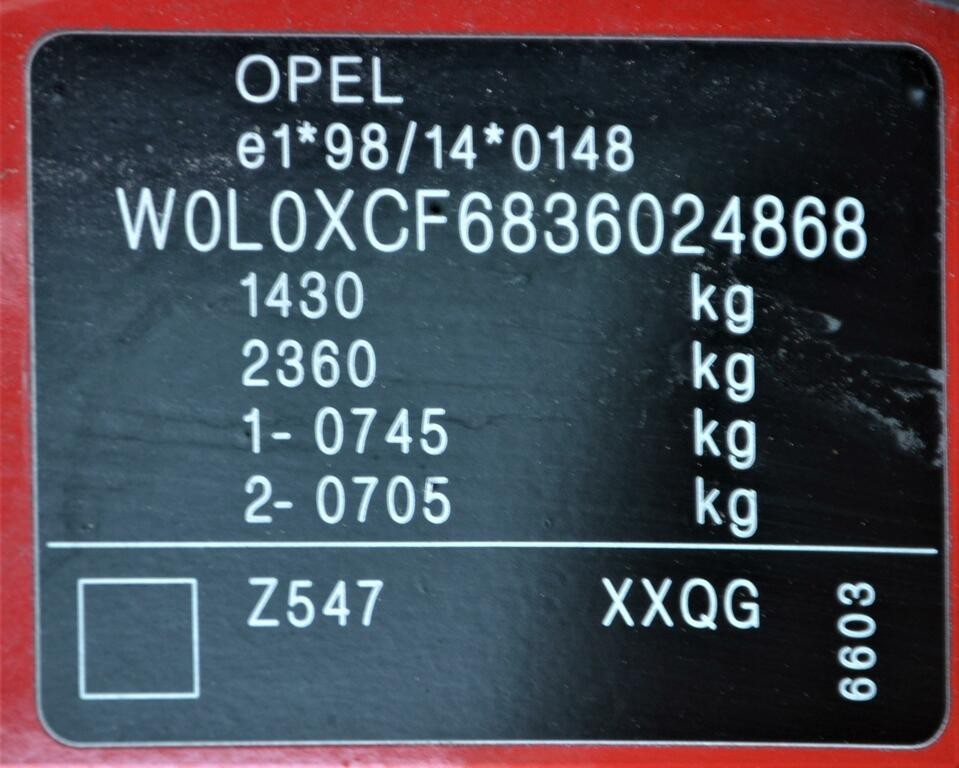 OPEL
e1*98/14*0148
W0L0XCF6836024868
1430 kg
2360 kg
1- 0745 kg
2- 0705 kg
Z547 XXQG
6603